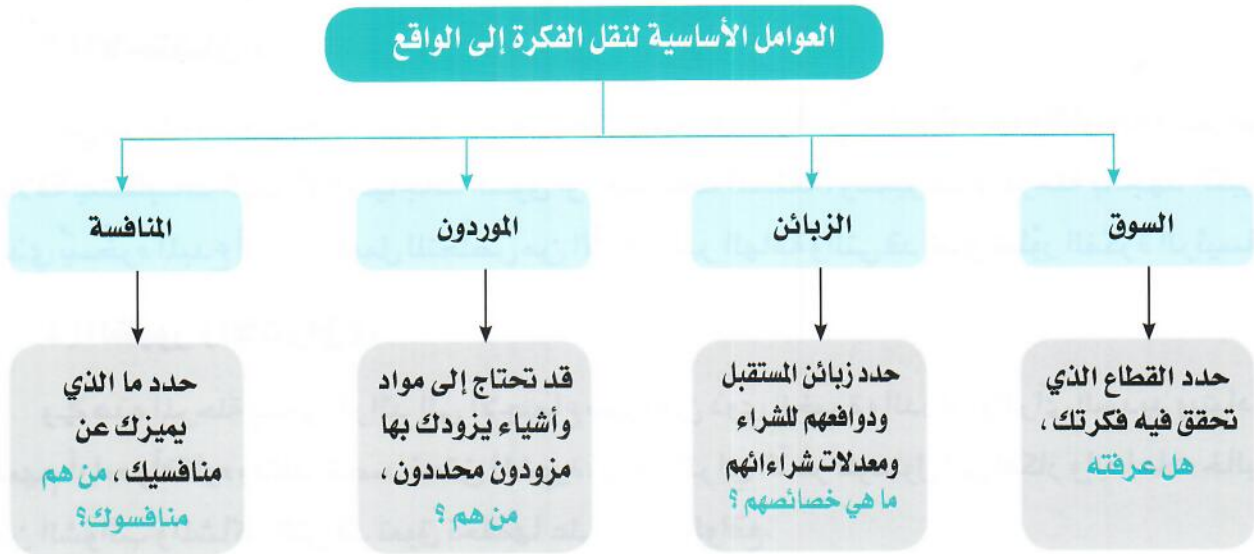 العوامل الأساسية لنقل الفكرة إلى الواقع
السوق
حدد القطاع الذي
تحقق فيه فكرتك ،
هل عرفته
الزبائن
حدد زبائن المستقبل
ودوافعهم للشراء
ومعدلات شراءائهم
ما هي خصائصهم ؟
الموردون
قد تحتاج إلى مواد
وأشياء يزودك بها
مزودون محددون ،
من هم ؟
المنافسة
حدد ما الذي
يميزك عن
منافسيك ، من هم
منافسوك؟